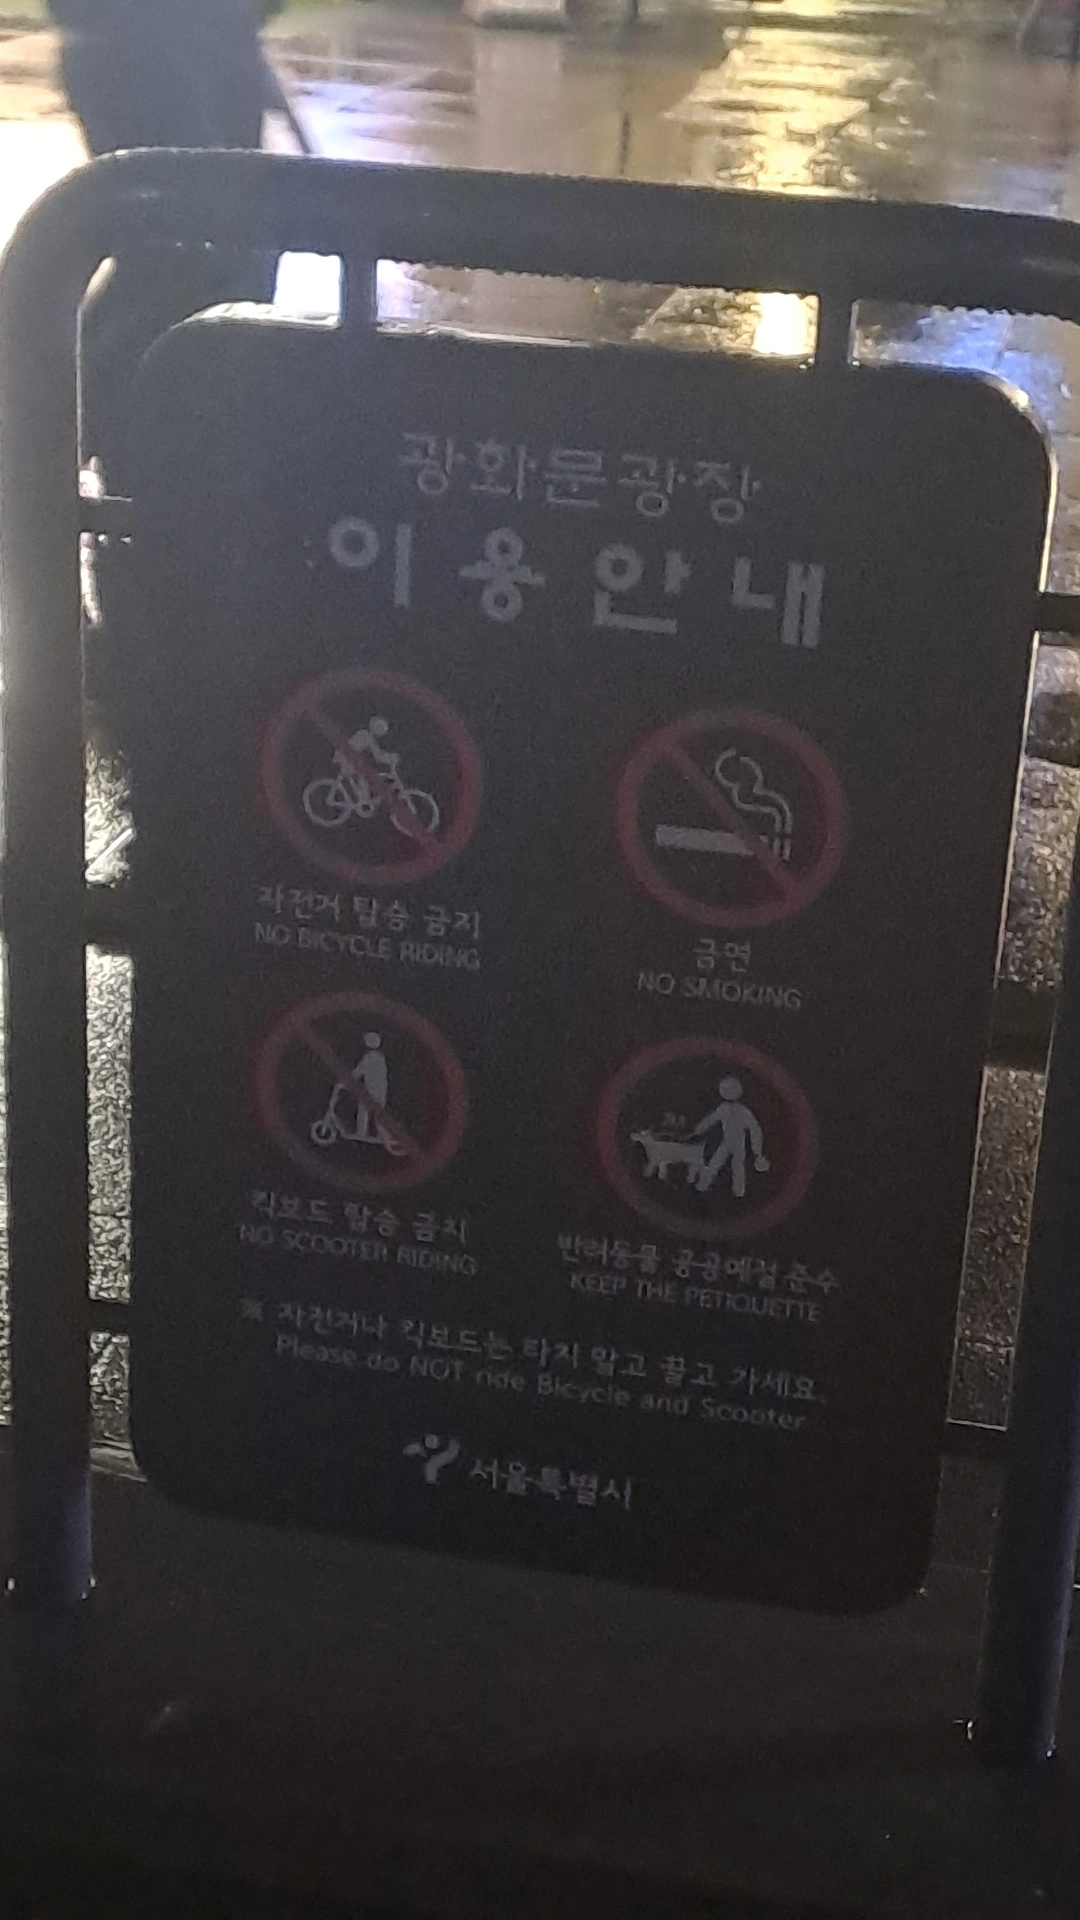 광화문광장
이용안내
자전거 탑승 금지
NO BICYCLE RIDING
금연
NO SMOKING
킥보드 탑승 금지
NO SCOOTER RIDING
반려동물 공공예절 준수
KEEP THE PETIQUETTE
※ 자전거나 킥보드는 타지 말고 끌고 가세요.
Please do NOT ride Bicycle and Scooter
서울특별시